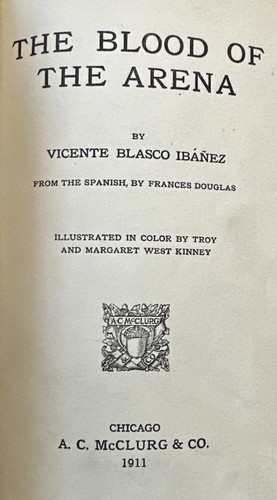 THE BLOOD OF
THE ARENA
BY
VICENTE BLASCO IBÁÑEZ
FROM THE SPANISH, BY FRANCES DOUGLAS
ILLUSTRATED IN COLOR BY TROY
AND MARGARET WEST KINNEY
A·C·McCLURG
& CO
CHICAGO
A. C. McCLURG & CO.
1911